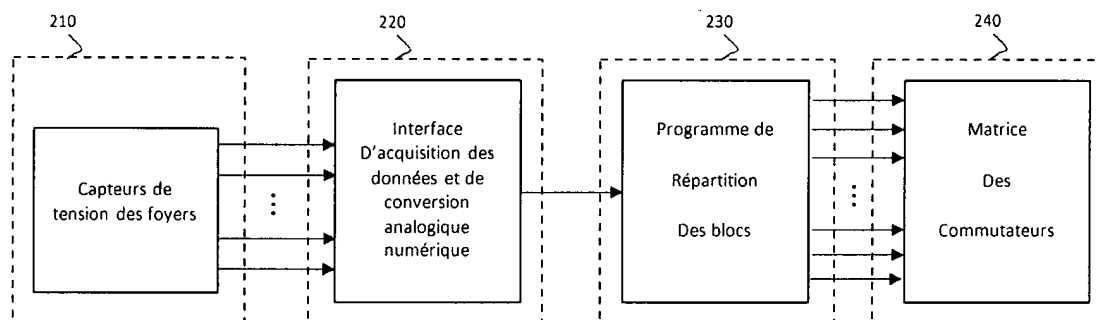 210
220
230
240
Capteurs de
tension des foyers
Interface
D'acquisition des
données et de
conversion
analogique
numérique
Programme de
Répartition
Des blocs
Matrice
Des
Commutateurs